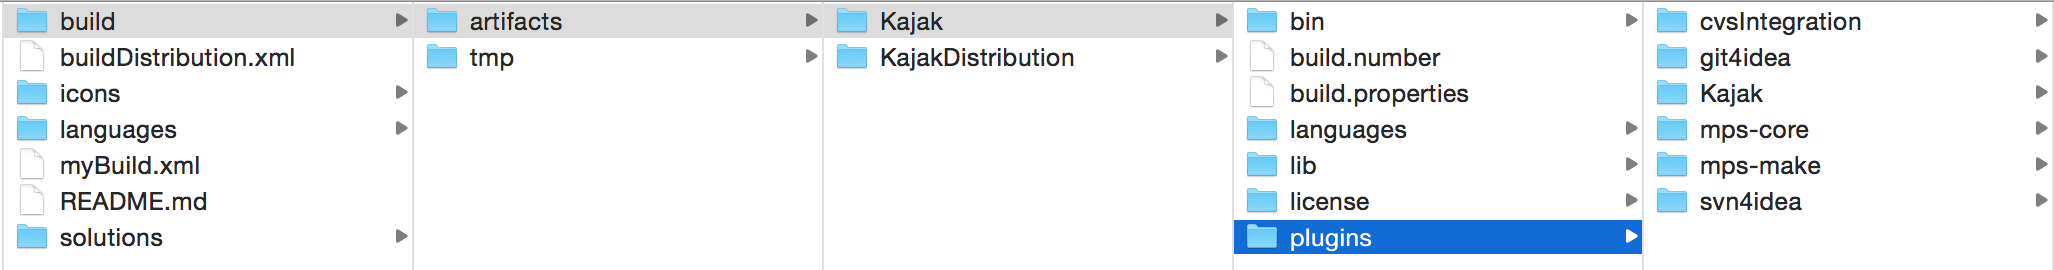 build
buildDistribution.xml
icons
languages
myBuild.xml
README.md
solutions
artifacts
tmp
Kajak
KajakDistribution
bin
build.number
build.properties
languages
lib
license
plugins
cvsIntegration
git4idea
Kajak
mps-core
mps-make
svn4idea